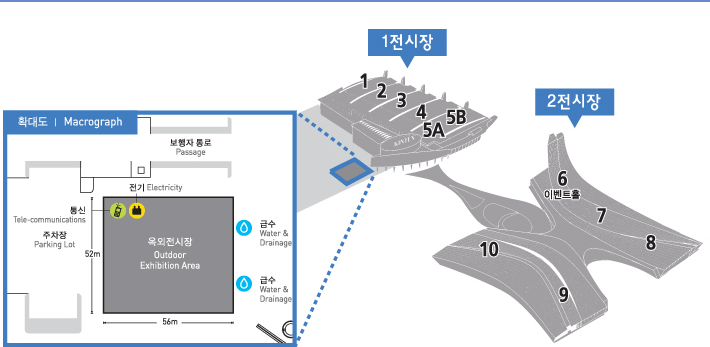 1전시장
1
2
3
4
5A
5B
KINTEX
2전시장
6
이벤트홀
7
8
9
10
확대도 | Macrograph
보행자 통로
Passage
전기 Electricity
통신
Tele-communications
주차장
Parking Lot
급수
Water &
Drainage
옥외전시장
Outdoor
Exhibition Area
급수
Water &
Drainage
52m
56m